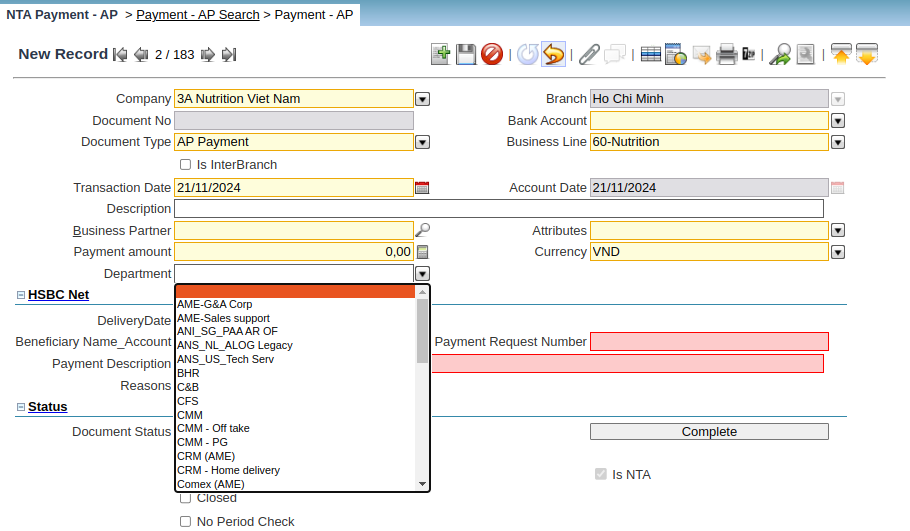 NTA Payment - AP > Payment - AP Search > Payment - AP
New Record 2 / 183
Company 3A Nutrition Viet Nam Branch Ho Chi Minh
Document No Bank Account
Document Type AP Payment Business Line 60-Nutrition
Is InterBranch
Transaction Date 21/11/2024 Account Date 21/11/2024
Description
Business Partner Attributes
Payment amount 0,00 Currency VND
Department
HSBC Net
AME-G&A Corp
DeliveryDate AME-Sales support
ANI_SG_PAA AR OF
Beneficiary Name_Account ANS_NL_ALOG Legacy Payment Request Number
ANS_US_Tech Serv
Payment Description BHR
Reasons C&B
CFS
Status CMM
CMM - Off take
Document Status CMM - PG Complete
CRM (AME)
CRM - Home delivery Is NTA
Comex (AME)
Closed
No Period Check